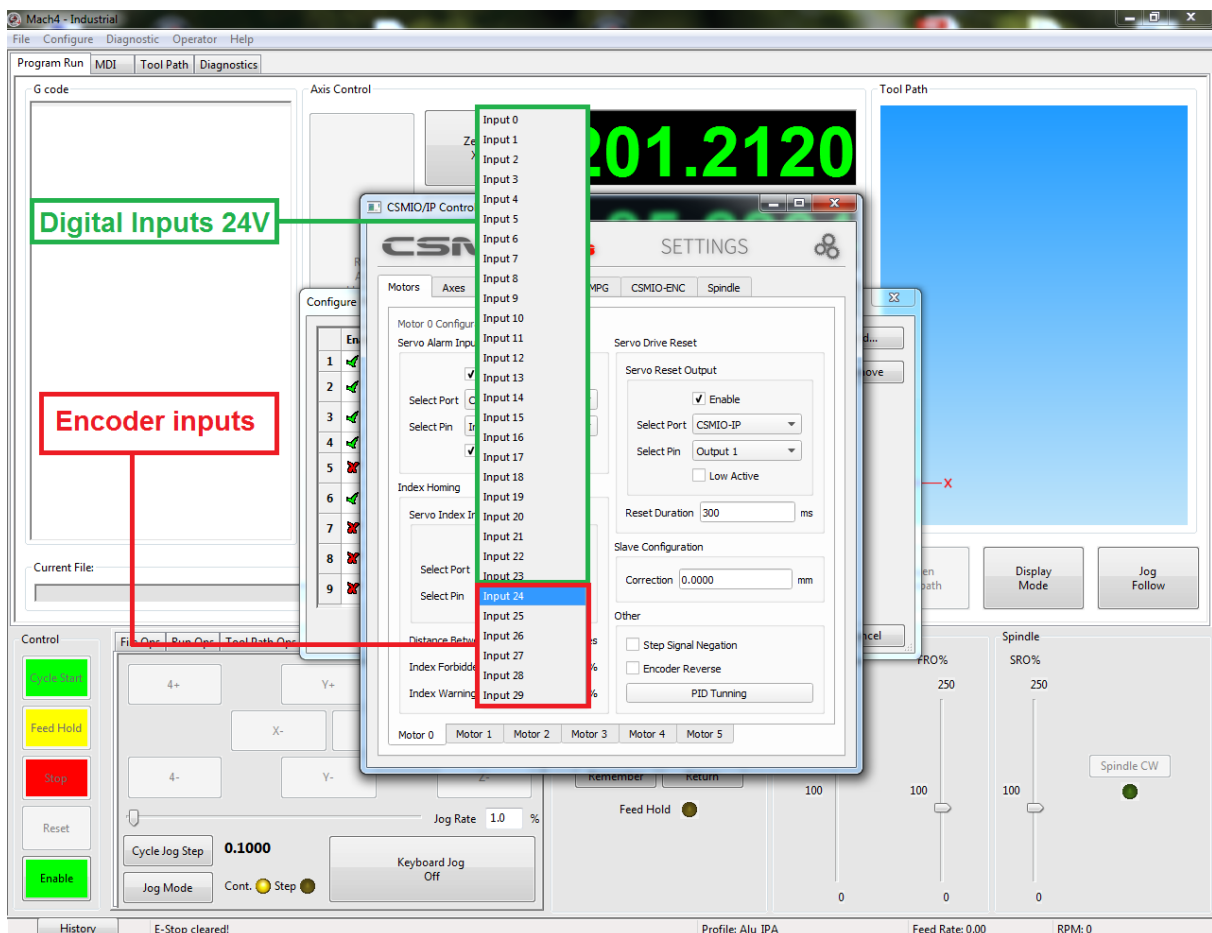 Mach4 - Industrial
File Configure Diagnostic Operator Help
Program Run MDI Tool Path Diagnostics
G code
Axis Control
Tool Path
Input 0
Input 1
Input 2
Input 3
Input 4
Input 5
Input 6
Input 7
Input 8
Input 9
Input 10
Input 11
Input 12
Input 13
Input 14
Input 15
Input 16
Input 17
Input 18
Input 19
Input 20
Input 21
Input 22
Input 23
Input 24
Input 25
Input 26
Input 27
Input 28
Input 29
201.2120
Digital Inputs 24V
Encoder inputs
CSMIO/IP
SETTINGS
Motors Axes MPG CSMIO-ENC Spindle
Configure
Motor 0
Servo Alarm
Select Port
Select Pin
Index Homing
Servo Index
Select Port
Select Pin
Distance
Index
Index Warning
%
%
Servo Drive Reset
Servo Reset Output
Enable
Select Port CSMIO-IP
Select Pin Output 1
Low Active
Reset Duration 300 ms
Slave Configuration
Correction 0.0000 mm
Other
Step Signal Negation
Encoder Reverse
PID Tunning
Motor 0 Motor 1 Motor 2 Motor 3 Motor 4 Motor 5
1
2
3
4
5
6
7
8
9
X
Current File:
Display
Mode
Jog
Follow
Control
File Ops Run Ops Tool Path Ops
Cycle Start
Feed Hold
Stop
Reset
Enable
4+
Y+
X-
4-
Y-
Z-
Jog Rate 1.0 %
Cycle Jog Step 0.1000
Jog Mode Cont. Step
Keyboard Jog
Off
Remember Return
Feed Hold
100
0
FRO%
250
100
0
Spindle
SRO%
250
100
0
Spindle CW
History E-Stop cleared! Profile: Alu IPA Feed Rate: 0.00 RPM: 0